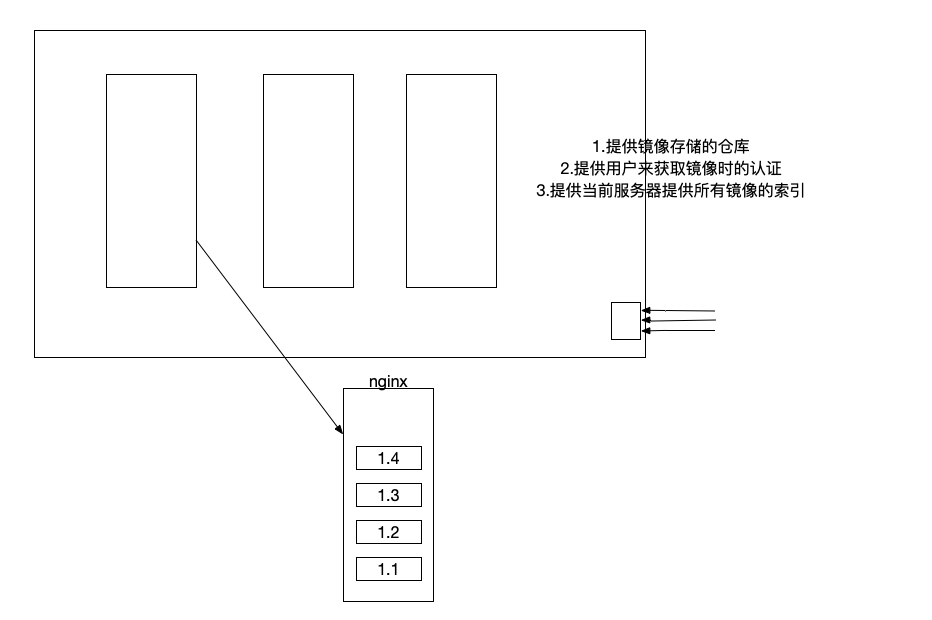 1.提供镜像存储的仓库
2.提供用户来获取镜像时的认证
3.提供当前服务器提供所有镜像的索引
nginx
1.4
1.3
1.2
1.1